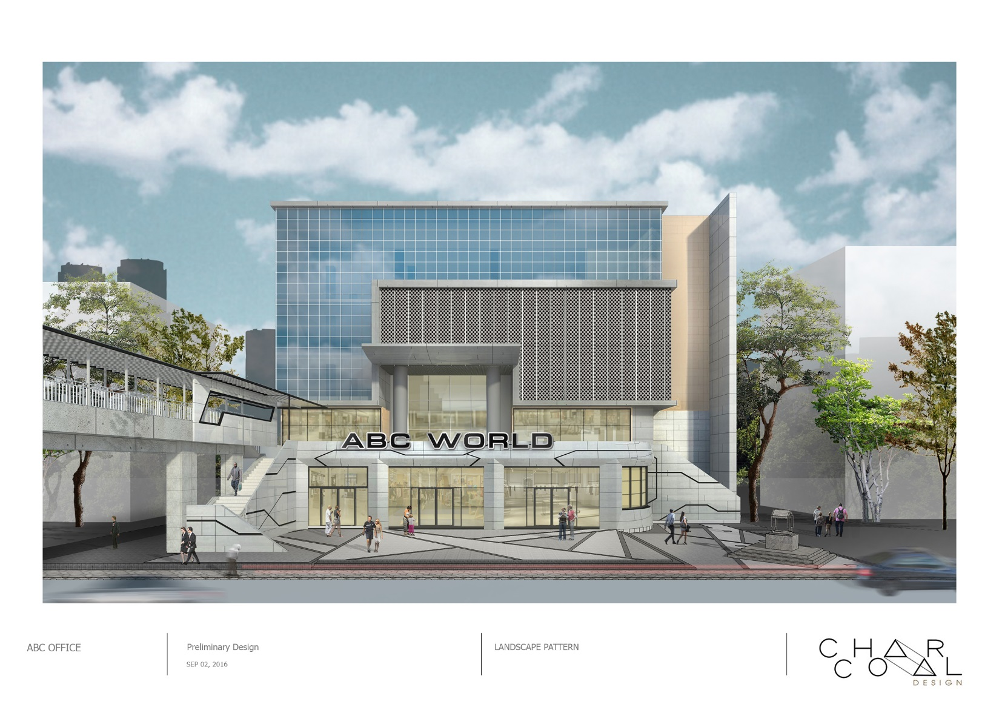 ABC WORLD
ABC OFFICE
Preliminary Design
SEP 02, 2016
LANDSCAPE PATTERN
CHAR
COAL
DESIGN